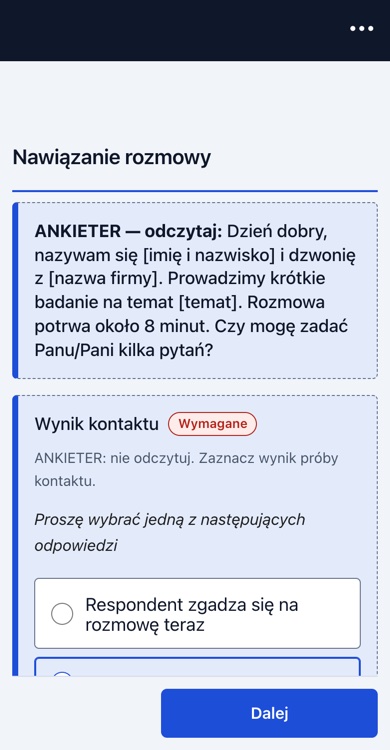 Nawiązanie rozmowy
ANKIETER — odczytaj: Dzień dobry,
nazywam się [imię i nazwisko] i dzwonię
z [nazwa firmy]. Prowadzimy krótkie
badanie na temat [temat]. Rozmowa
potrwa około 8 minut. Czy mogę zadać
Panu/Pani kilka pytań?
Wynik kontaktu Wymagane
ANKIETER: nie odczytuj. Zaznacz wynik próby
kontaktu.
Proszę wybrać jedną z następujących
odpowiedzi
Respondent zgadza się na
rozmowę teraz
Dalej